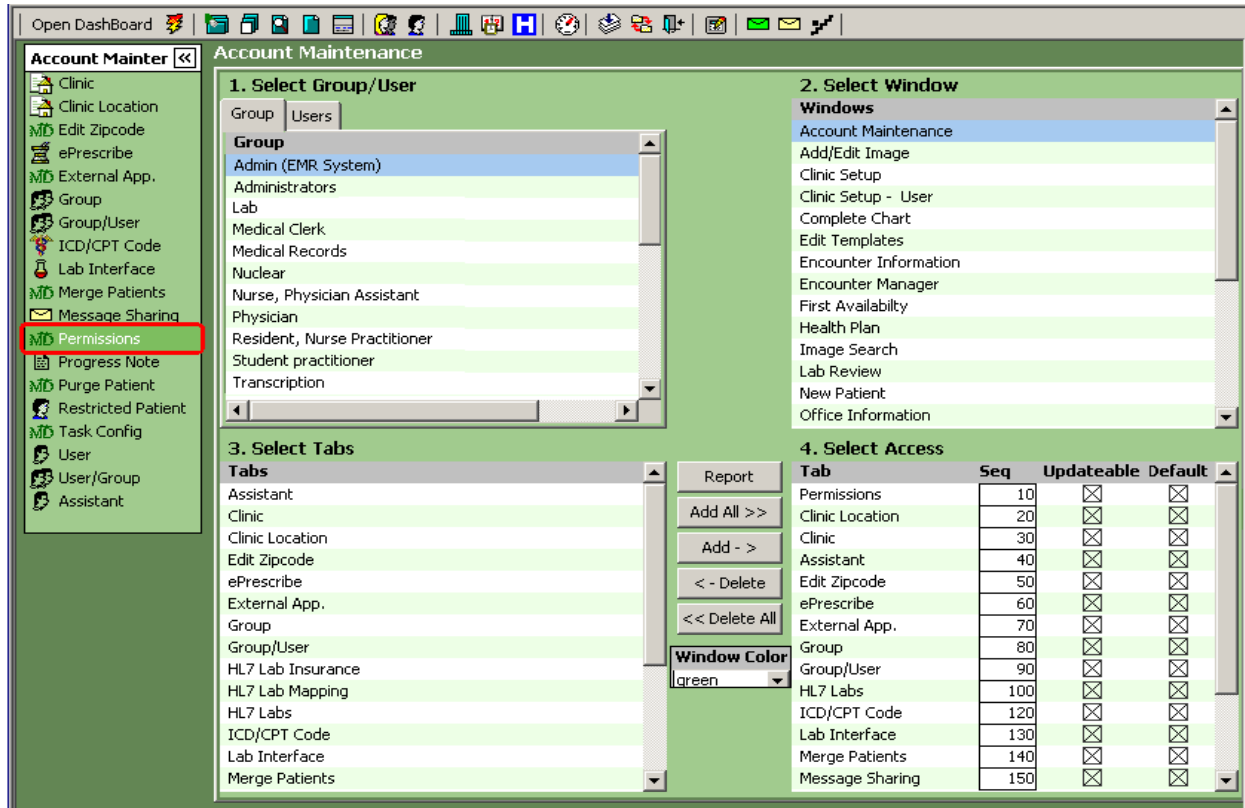 Open DashBoard
Account Mainter
Clinic
Clinic Location
Edit Zipcode
ePrescribe
External App.
Group
Group/User
ICD/CPT Code
Lab Interface
Merge Patients
Message Sharing
Permissions
Progress Note
Purge Patient
Restricted Patient
Task Config
User
User/Group
Assistant
Account Maintenance
1. Select Group/User
Group Users
Group
Admin (EMR System)
Administrators
Lab
Medical Clerk
Medical Records
Nuclear
Nurse, Physician Assistant
Physician
Resident, Nurse Practitioner
Student practitioner
Transcription
2. Select Window
Windows
Account Maintenance
Add/Edit Image
Clinic Setup
Clinic Setup - User
Complete Chart
Edit Templates
Encounter Information
Encounter Manager
First Availabilty
Health Plan
Image Search
Lab Review
New Patient
Office Information
3. Select Tabs
Tabs
Assistant
Clinic
Clinic Location
Edit Zipcode
ePrescribe
External App.
Group
Group/User
HL7 Lab Insurance
HL7 Lab Mapping
HL7 Labs
ICD/CPT Code
Lab Interface
Merge Patients
Report
Add All >>
Add - >
< - Delete
<< Delete All
Window Color
green
4. Select Access
Tab Seq Updateable Default
Permissions 10
Clinic Location 20
Clinic 30
Assistant 40
Edit Zipcode 50
ePrescribe 60
External App. 70
Group 80
Group/User 90
HL7 Labs 100
ICD/CPT Code 120
Lab Interface 130
Merge Patients 140
Message Sharing 150